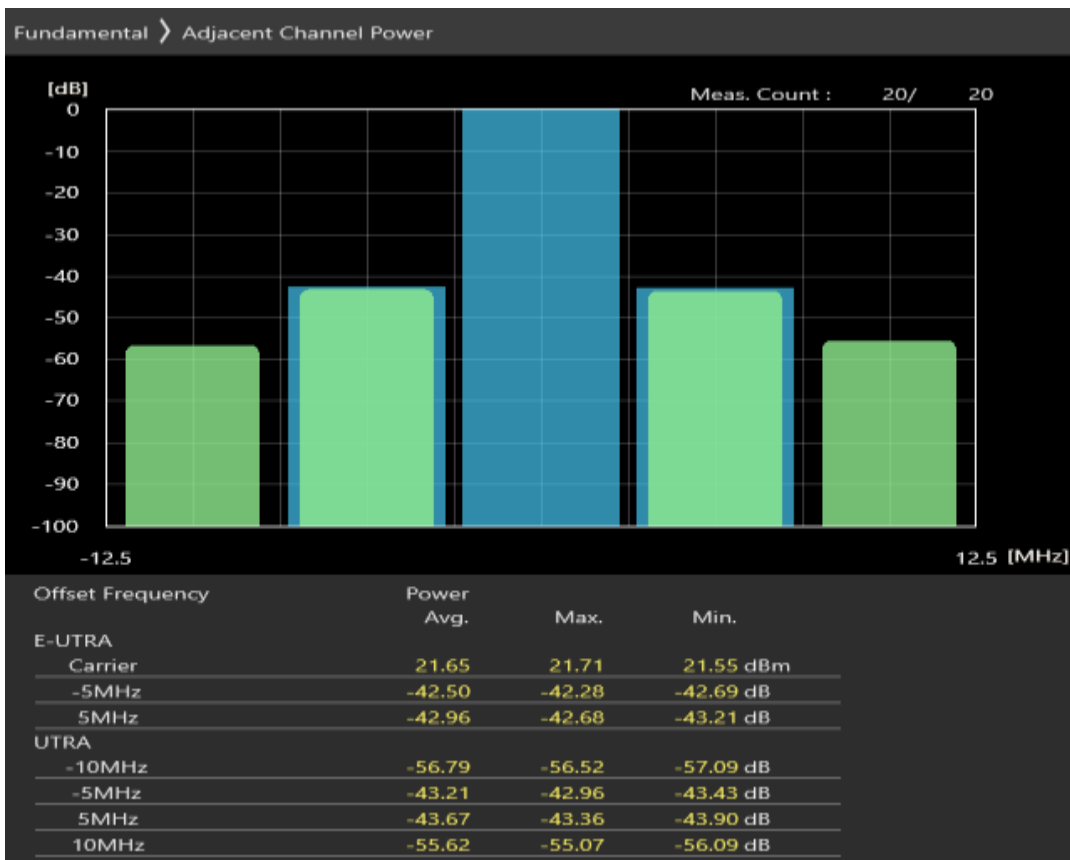 Fundamental 〉 Adjacent Channel Power
[dB]
Meas. Count : 20/ 20
0
-10
-20
-30
-40
-50
-60
-70
-80
-90
-100
-12.5 12.5 [MHz]
Offset Frequency Power
Avg. Max. Min.
E-UTRA
Carrier 21.65 21.71 21.55 dBm
-5MHz -42.50 -42.28 -42.69 dB
5MHz -42.96 -42.68 -43.21 dB
UTRA
-10MHz -56.79 -56.52 -57.09 dB
-5MHz -43.21 -42.96 -43.43 dB
5MHz -43.67 -43.36 -43.90 dB
10MHz -55.62 -55.07 -56.09 dB